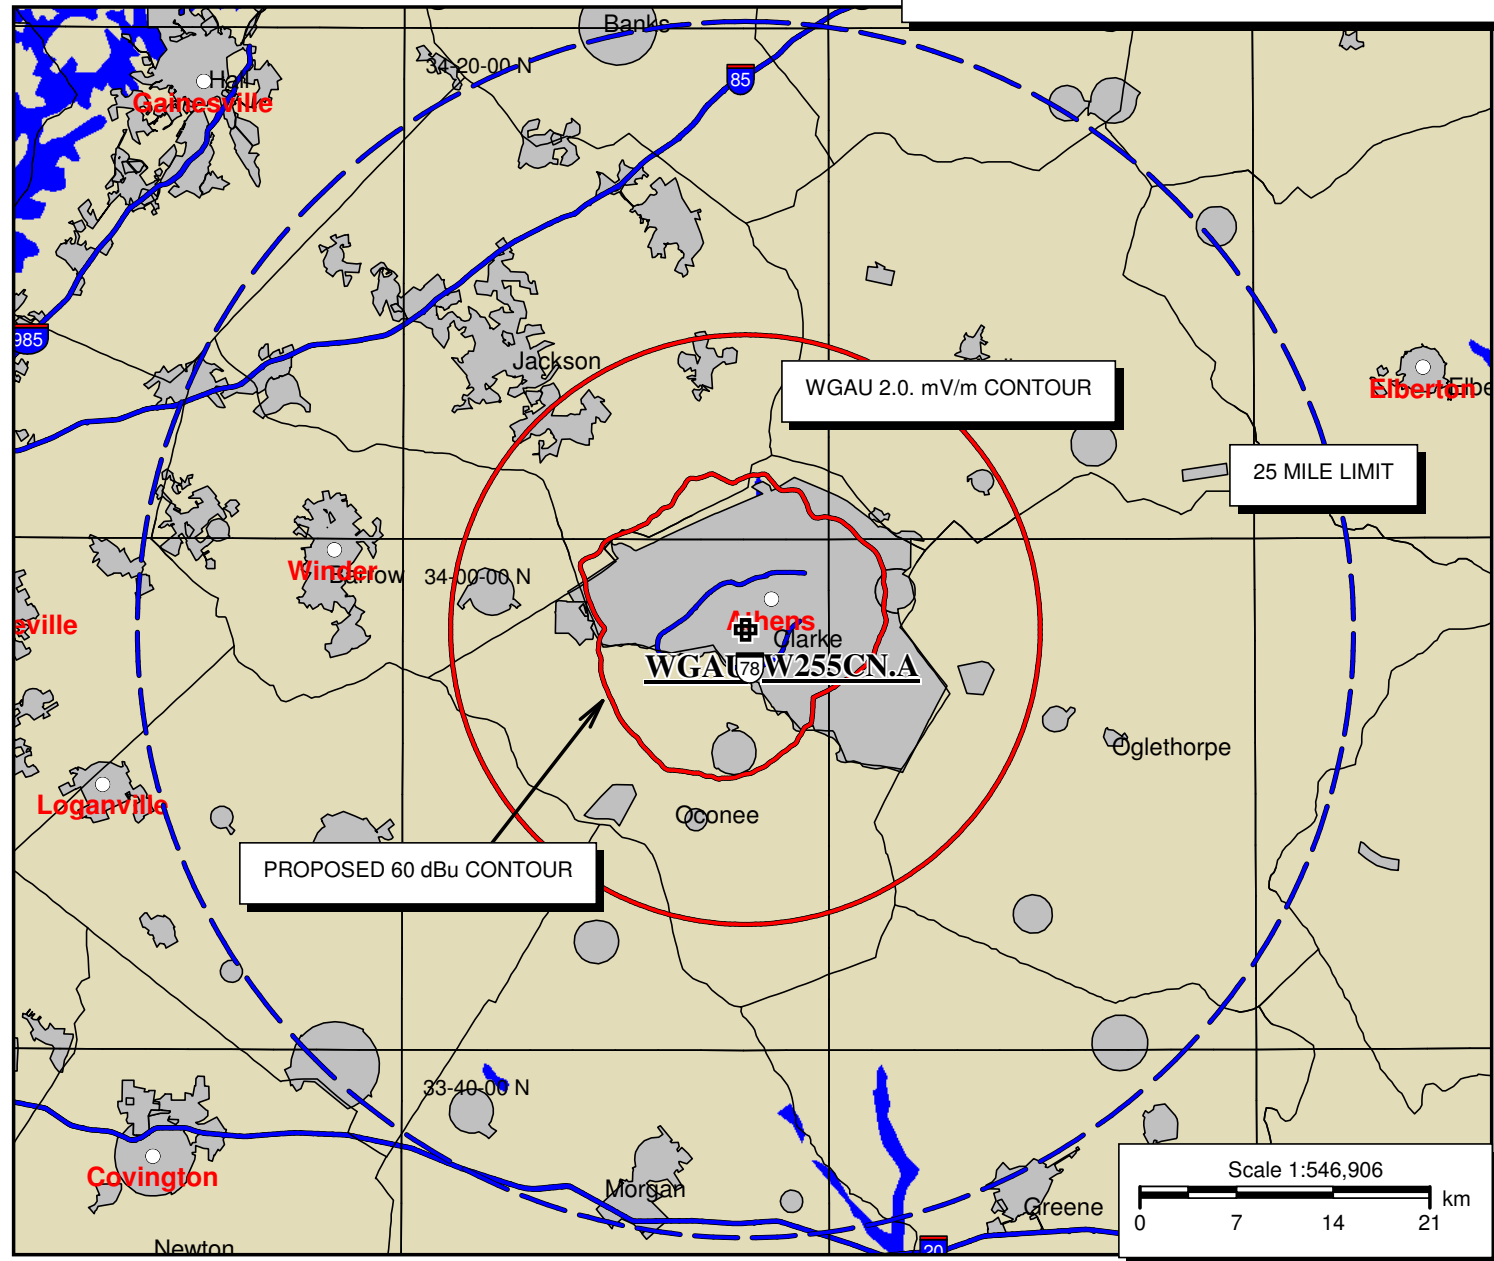 Banks
34-20-00 N
85
Hall
Gainesville
985
Jackson
WGAU 2.0. mV/m CONTOUR
Elberton
25 MILE LIMIT
Winder
Barrow
34-00-00 N
Athens
Clarke
WGAU
78
W255CN.A
Oglethorpe
Loganville
Oconee
PROPOSED 60 dBu CONTOUR
33-40-00 N
Covington
Morgan
Greene
Newton
20
Scale 1:546,906
km
0 7 14 21